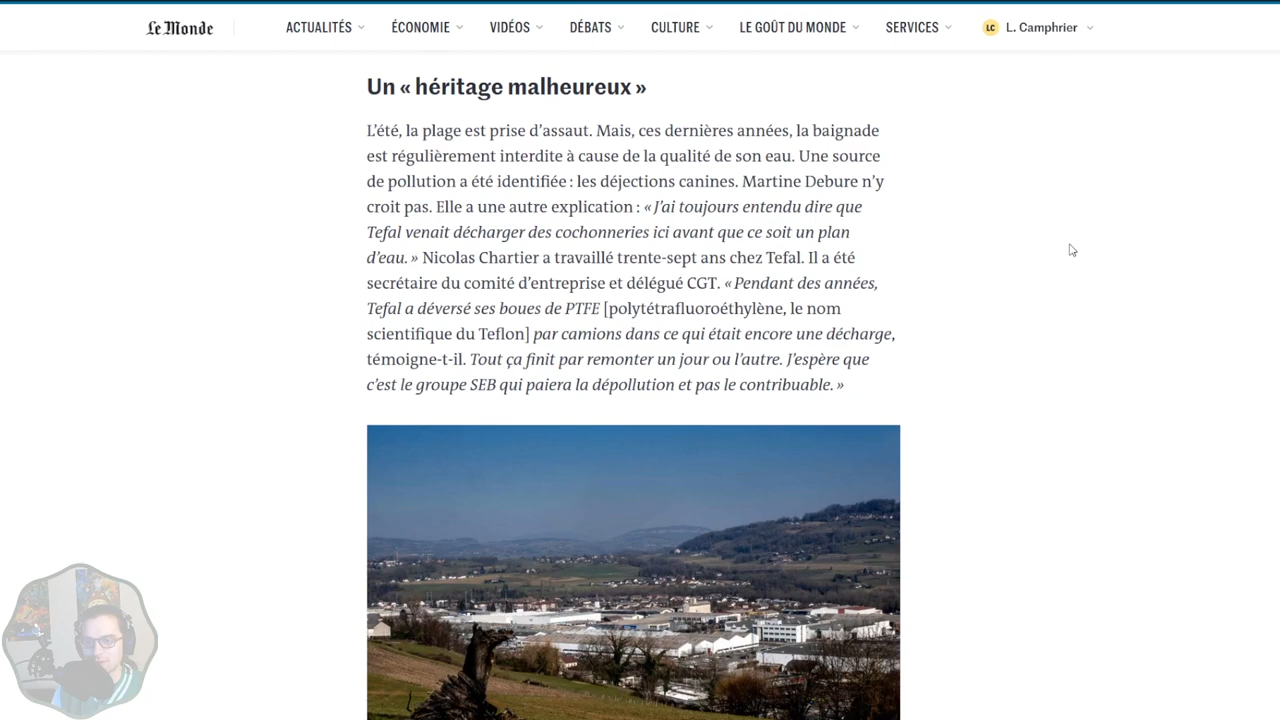 Le Monde ACTUALITÉS ÉCONOMIE VIDÉOS DÉBATS CULTURE LE GOÛT DU MONDE SERVICES LC L. Camphrier
Un « héritage malheureux »
L’été, la plage est prise d’assaut. Mais, ces dernières années, la baignade
est régulièrement interdite à cause de la qualité de son eau. Une source
de pollution a été identifiée : les déjections canines. Martine Debure n’y
croit pas. Elle a une autre explication : « J’ai toujours entendu dire que
Tefal venait décharger des cochonneries ici avant que ce soit un plan
d’eau. » Nicolas Chartier a travaillé trente-sept ans chez Tefal. Il a été
secrétaire du comité d’entreprise et délégué CGT. « Pendant des années,
Tefal a déversé ses boues de PTFE [polytétrafluoroéthylène, le nom
scientifique du Teflon] par camions dans ce qui était encore une décharge,
témoigne-t-il. Tout ça finit par remonter un jour ou l’autre. J’espère que
c’est le groupe SEB qui paiera la dépollution et pas le contribuable. »